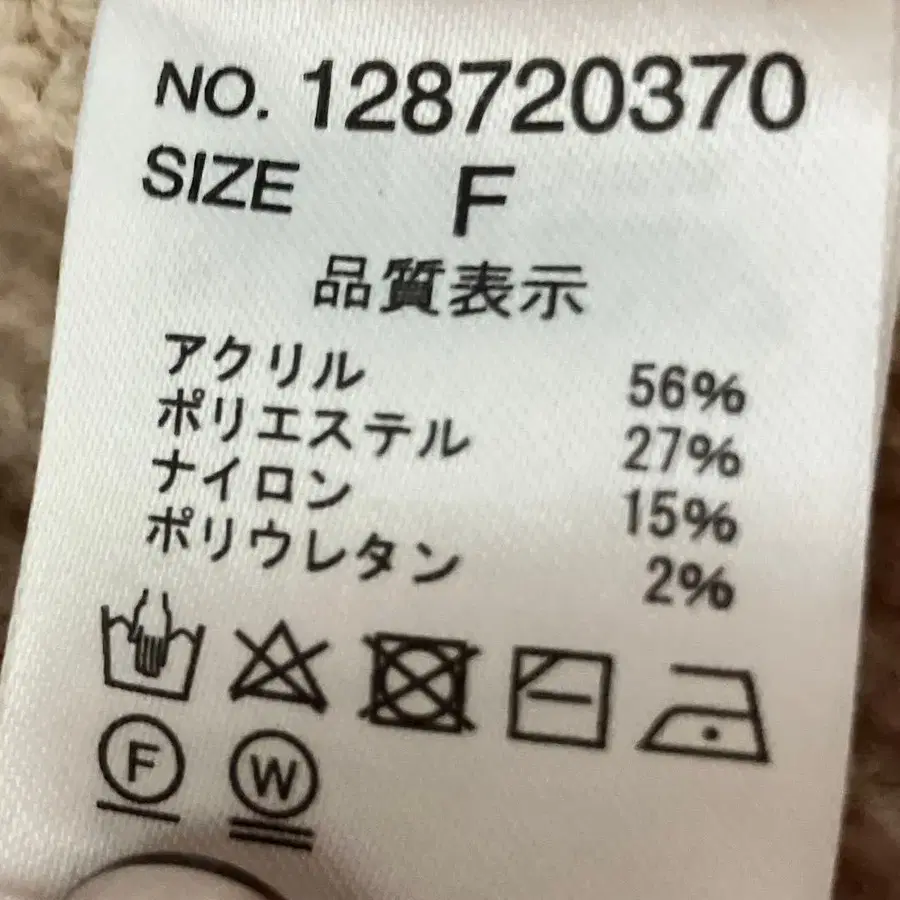 NO. 128720370
SIZE F
品質表示
アクリル 56%
ポリエステル 27%
ナイロン 15%
ポリウレタン 2%
F W